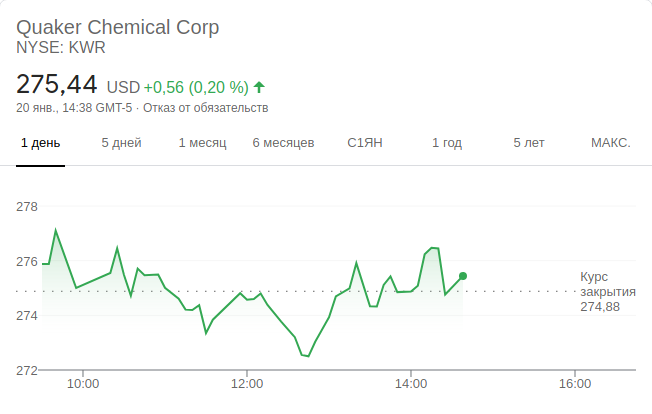 Quaker Chemical Corp
NYSE: KWR
275,44 USD +0,56 (0,20 %)
20 янв., 14:38 GMT-5 · Отказ от обязательств
1 день 5 дней 1 месяц 6 месяцев С1ЯН 1 год 5 лет МАКС.
278
276
274
272
Курс
закрытия
274,88
10:00 12:00 14:00 16:00